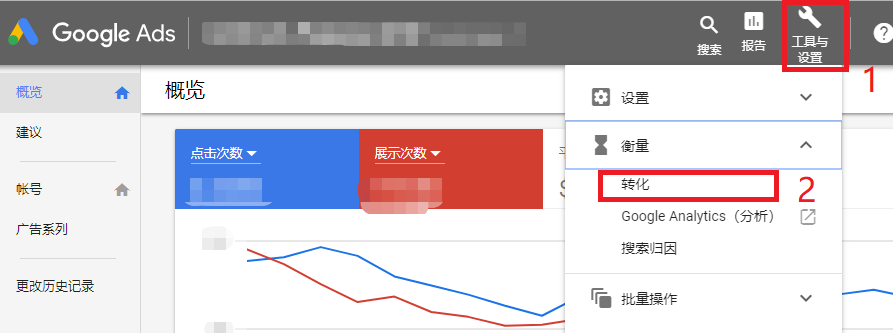 Google Ads
搜索
报告
工具与
设置
1
概览
建议
帐号
广告系列
更改历史记录
概览
点击次数
展示次数
设置
衡量
转化
2
Google Analytics（分析）
搜索归因
批量操作